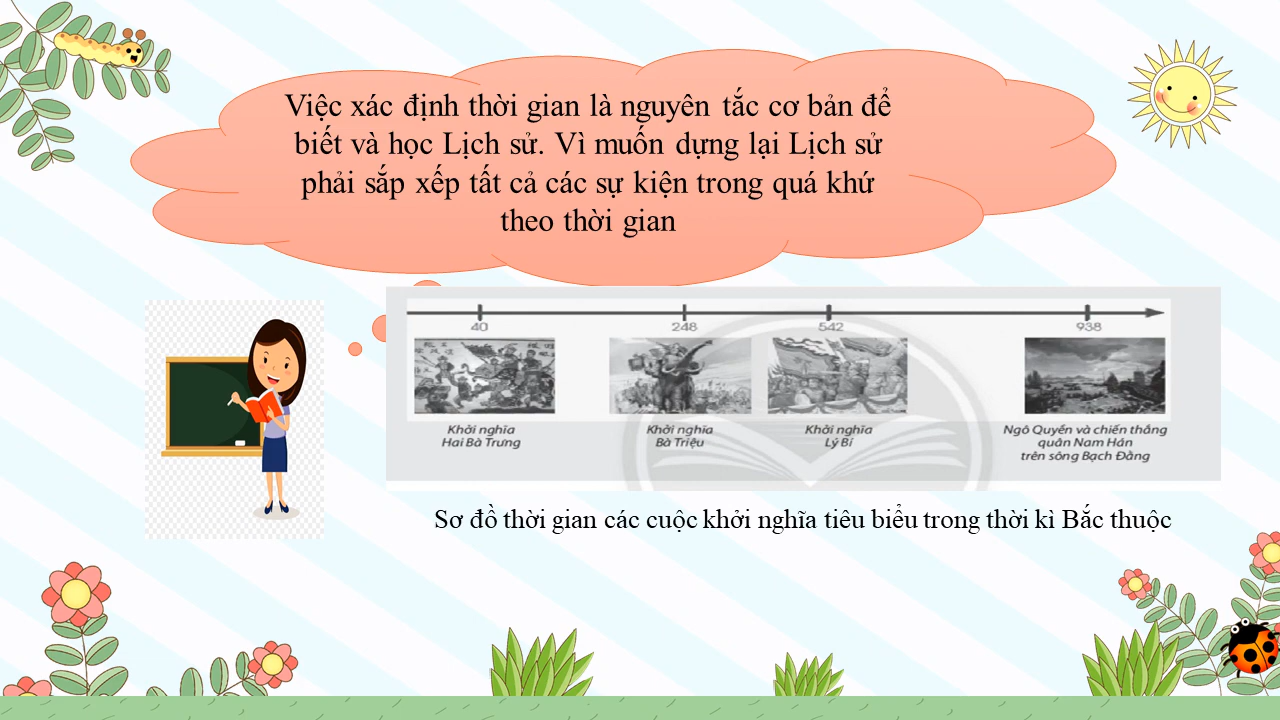 Việc xác định thời gian là nguyên tắc cơ bản để
biết và học Lịch sử. Vì muốn dựng lại Lịch sử
phải sắp xếp tất cả các sự kiện trong quá khứ
theo thời gian
40 248 542 938
Khởi nghĩa
Hai Bà Trưng
Khởi nghĩa
Bà Triệu
Khởi nghĩa
Lý Bí
Ngô Quyền và chiến thắng
quân Nam Hán
trên sông Bạch Đằng
Sơ đồ thời gian các cuộc khởi nghĩa tiêu biểu trong thời kì Bắc thuộc